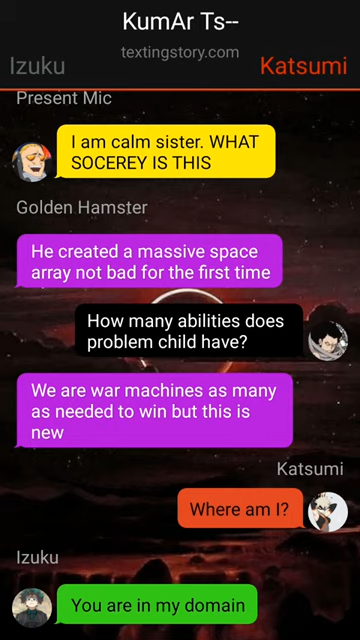 KumAr Ts--
textingstory.com
Izuku
Katsumi
Present Mic
I am calm sister. WHAT
SOCEREY IS THIS
Golden Hamster
He created a massive space
array not bad for the first time
How many abilities does
problem child have?
We are war machines as many
as needed to win but this is
new
Katsumi
Where am I?
Izuku
You are in my domain